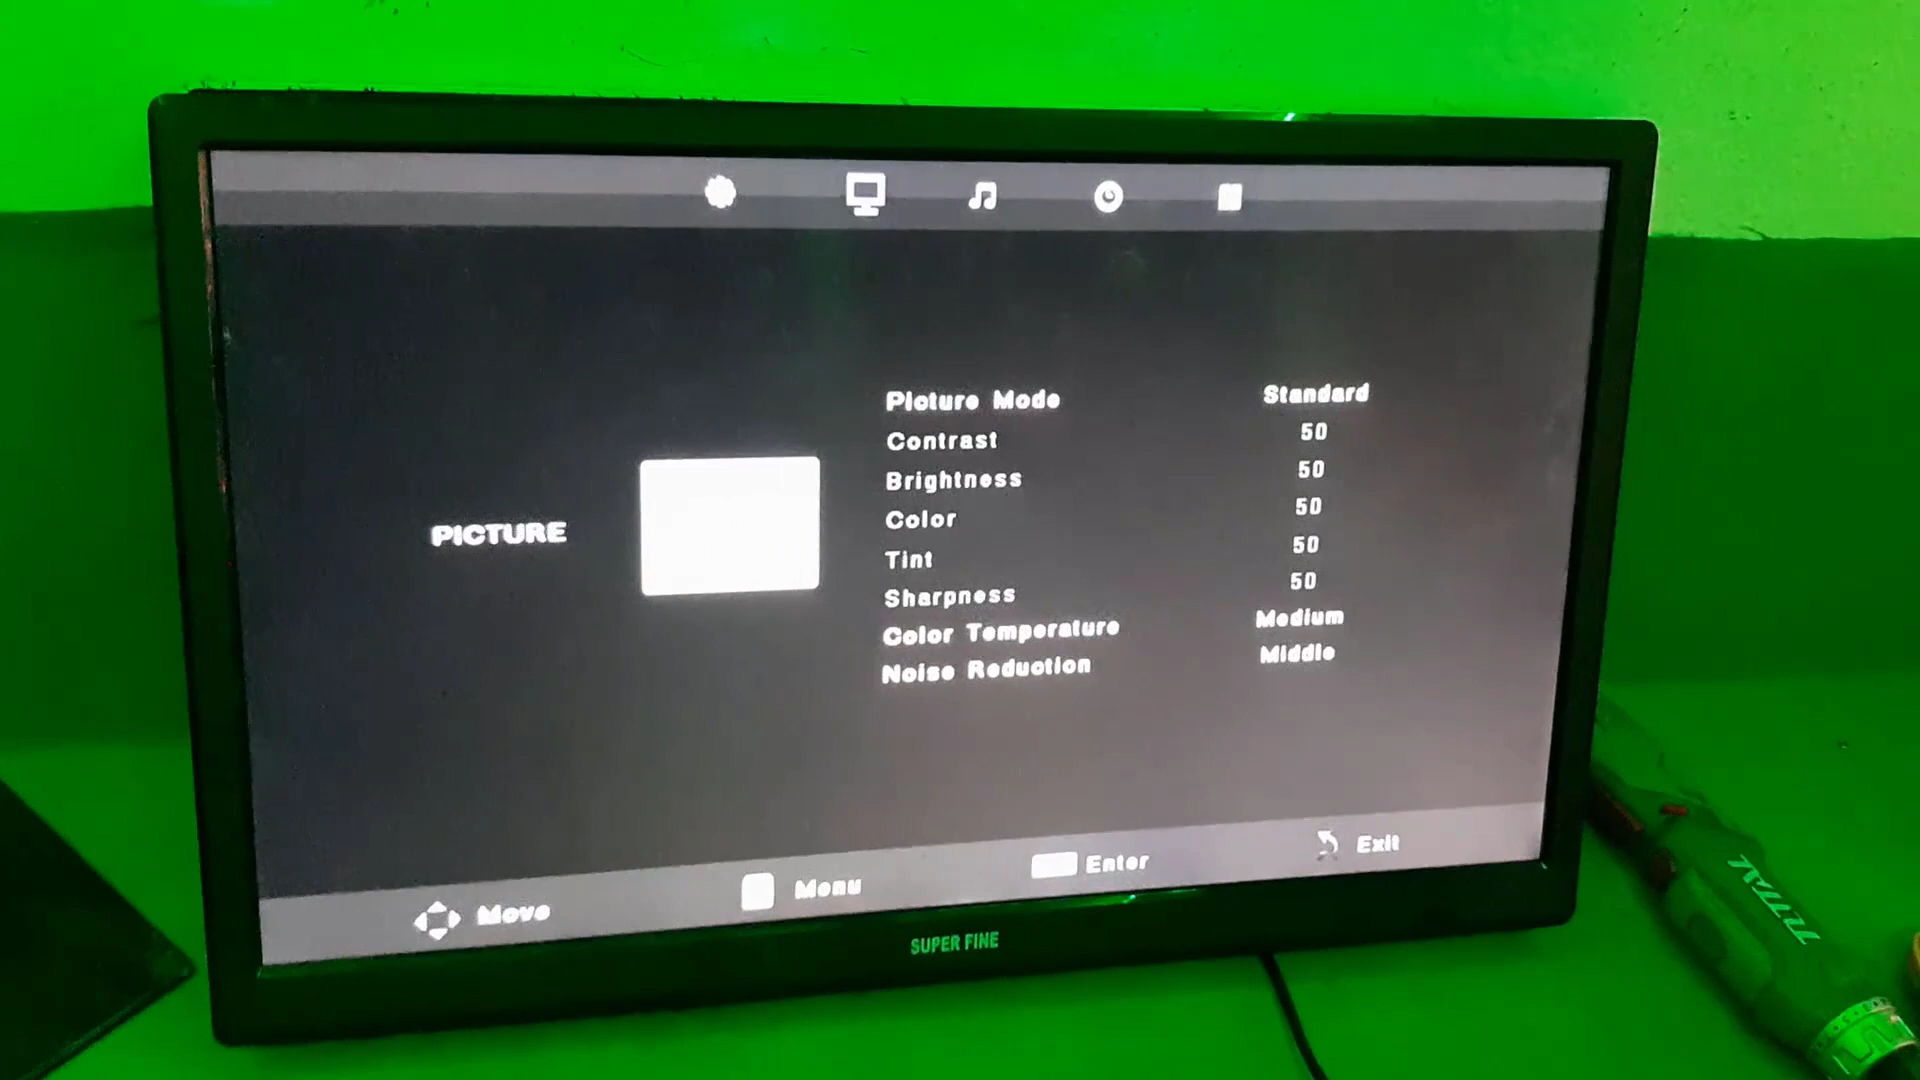 Picture Mode Standard
Contrast 50
Brightness 50
Color 50
Tint 50
PICTURE
Sharpness 50
Color Temperature Medium
Noise Reduction Middle
Move Menu Enter Exit
SUPER FINE
TOTAL